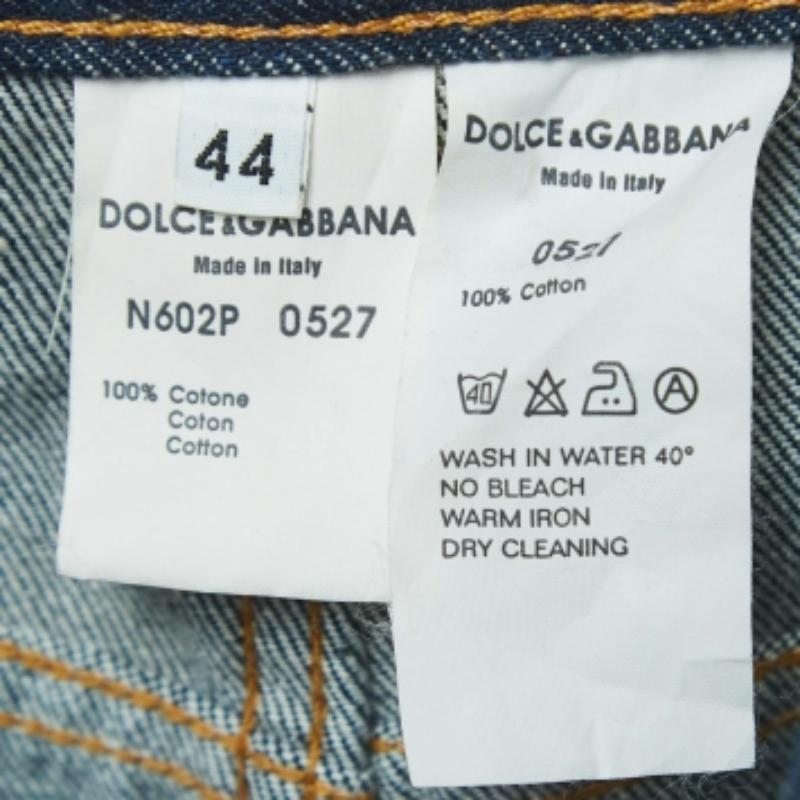 44
DOLCE&GABBANA
Made in Italy
N602P 0527
100% Cotone
Coton
Cotton
DOLCE&GABBANA
Made in Italy
100% Cotton
40
A
WASH IN WATER 40°
NO BLEACH
WARM IRON
DRY CLEANING